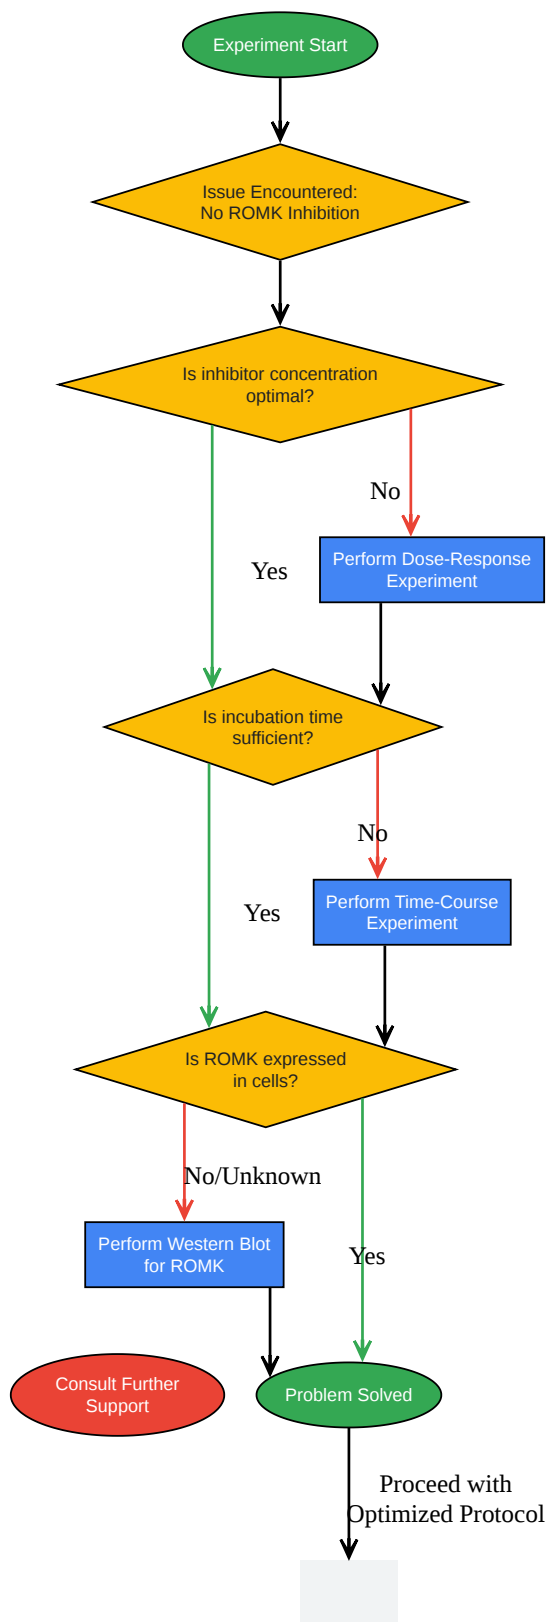 Experiment Start
Issue Encountered:
No ROMK Inhibition
Is inhibitor concentration
optimal?
No
Perform Dose-Response
Experiment
Yes
Is incubation time
sufficient?
No
Perform Time-Course
Experiment
Yes
Is ROMK expressed
in cells?
No/Unknown
Perform Western Blot
for ROMK
Yes
Consult Further
Support
Problem Solved
Proceed with
Optimized Protocol